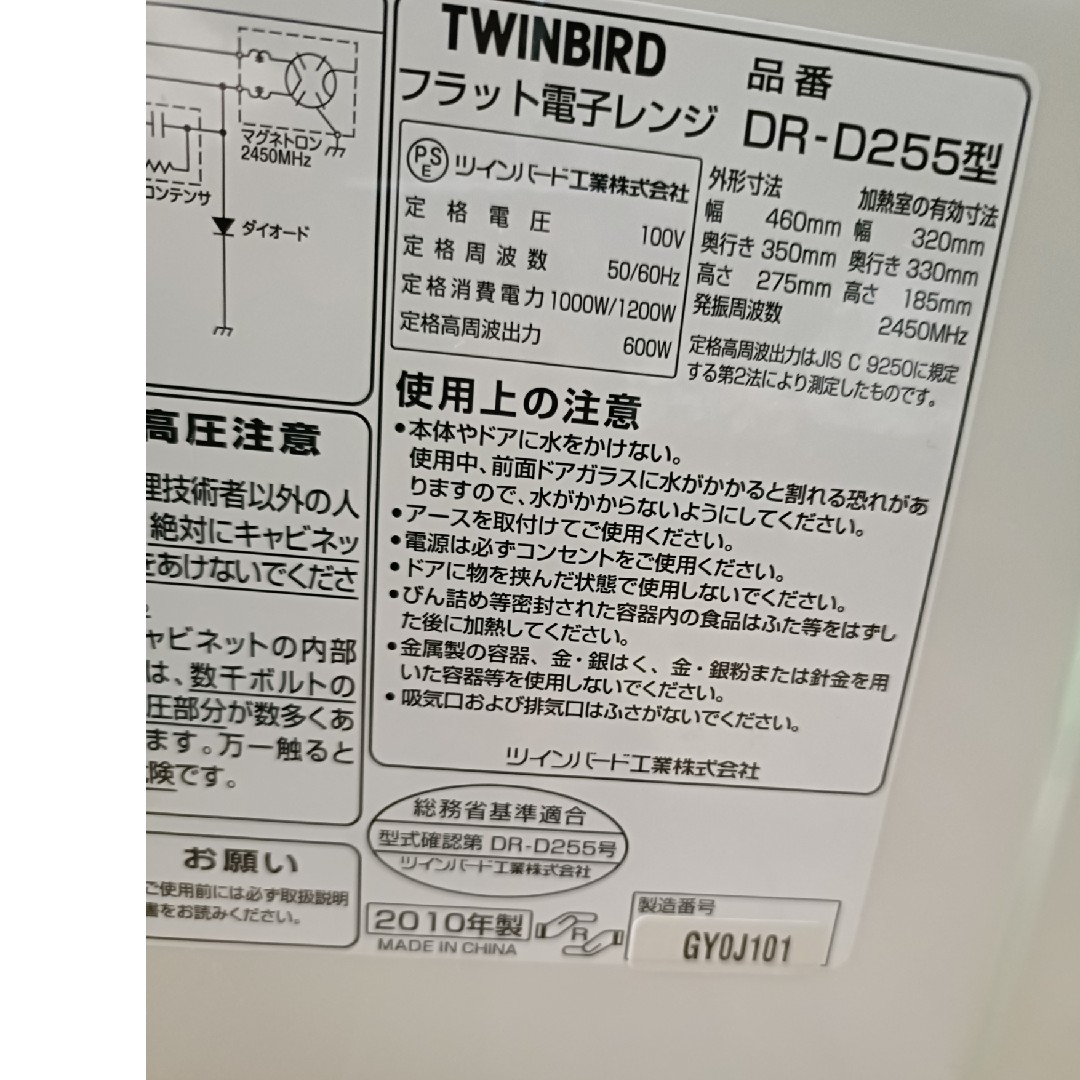 マグネトロン
2450MHz
コンデンサ
ダイオード
高圧注意
理技術者以外の人
絶対にキャビネッ
をあけないでくださ
ャビネットの内部
は、数千ボルトの
圧部分が数多くあ
ます。万一触ると
険です。
お願い
ご使用前には必ず取扱説明
書をお読みください。
TWINBIRD
フラット電子レンジ
品番
DR-D255型
PSE ツインバード工業株式会社
定格電圧 100V
定格周波数 50/60Hz
定格消費電力 1000W/1200W
定格高周波出力 600W
外形寸法
幅 460mm
奥行き 350mm
高さ 275mm
加熱室の有効寸法
幅 320mm
奥行き 330mm
高さ 185mm
発振周波数 2450MHz
定格高周波出力はJIS C 9250に規定
する第2法により測定したものです。
使用上の注意
•本体やドアに水をかけない。
使用中、前面ドアガラスに水がかかると割れる恐れがあ
りますので、水がかからないようにしてください。
•アースを取付けてご使用ください。
•電源は必ずコンセントをご使用ください。
•ドアに物を挟んだ状態で使用しないでください。
•びん詰め等密封された容器内の食品はふた等をはずし
た後に加熱してください。
•金属製の容器、金・銀はく、金・銀粉または針金を用
いた容器等を使用しないでください。
•吸気口および排気口はふさがないでください。
ツインバード工業株式会社
総務省基準適合
型式確認第 DR-D255号
ツインバード工業株式会社
2010年製
MADE IN CHINA
R
製造番号
GY0J101